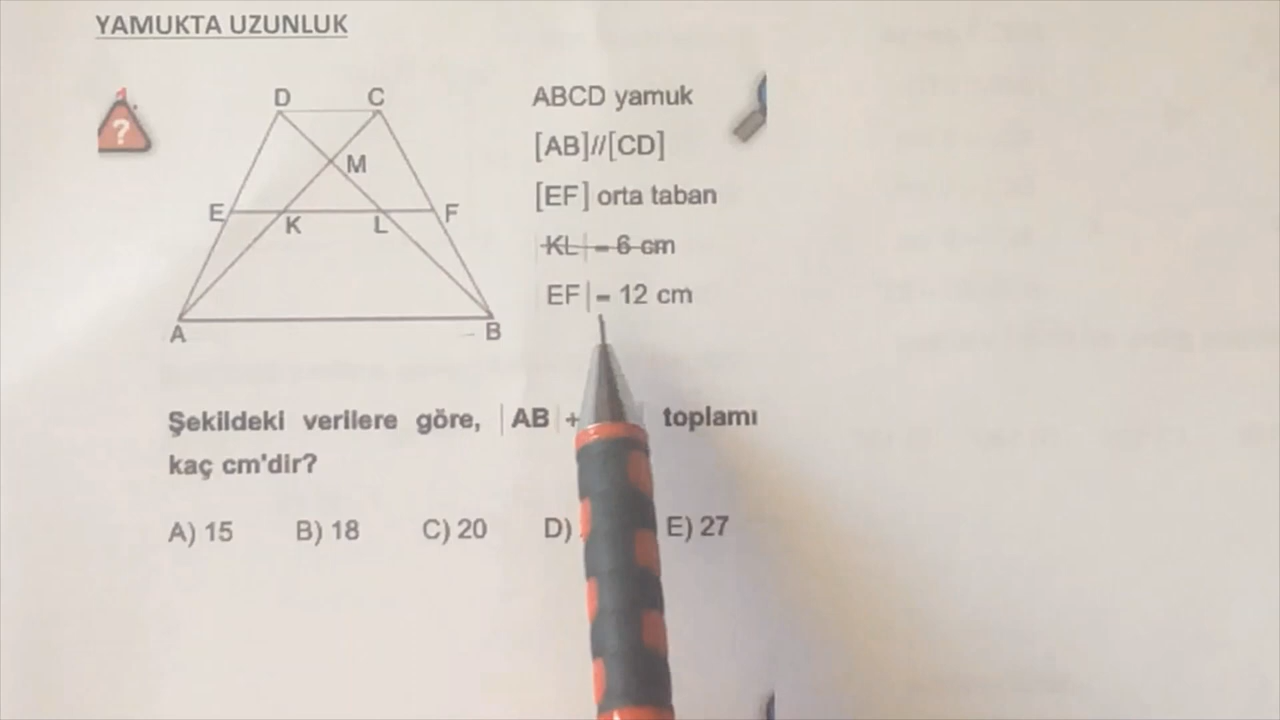 YAMUKTA UZUNLUK
1
?
D C
M
E F
K L
A B
ABCD yamuk
[AB]//[CD]
[EF] orta taban
|KL| = 6 cm
EF| = 12 cm
Şekildeki verilere göre, |AB + toplamı
kaç cm'dir?
A) 15 B) 18 C) 20 D) E) 27